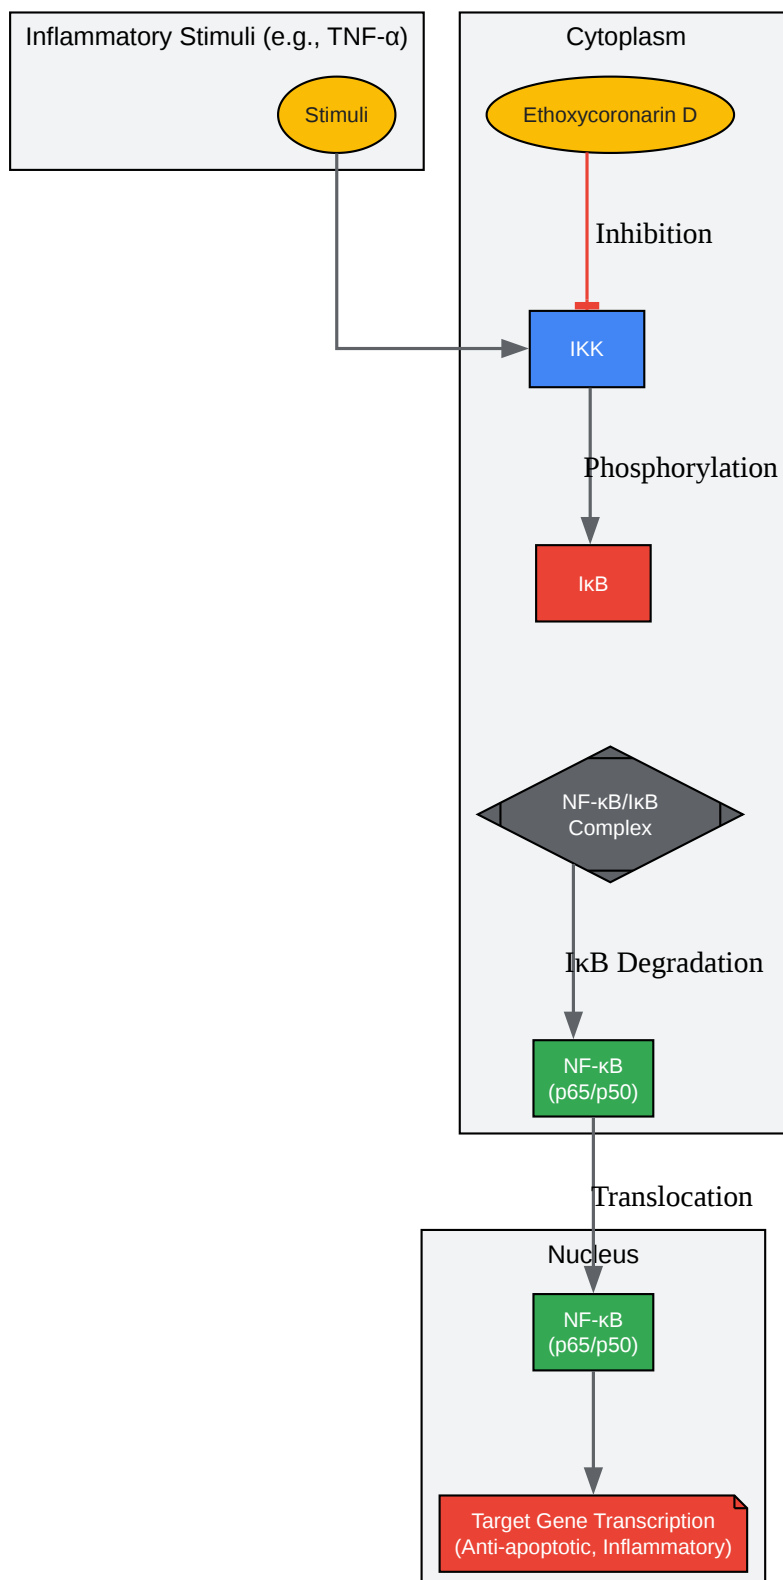 Inflammatory Stimuli (e.g., TNF-α)
Stimuli
Cytoplasm
Ethoxycoronarin D
Inhibition
IKK
Phosphorylation
IκB
NF-κB/IκB
Complex
IκB Degradation
NF-κB
(p65/p50)
Translocation
Nucleus
NF-κB
(p65/p50)
Target Gene Transcription
(Anti-apoptotic, Inflammatory)